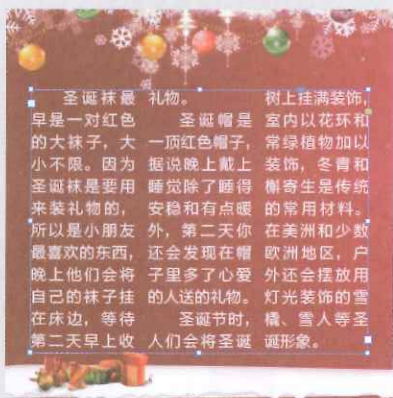 圣诞袜最
早是一对红色
的大袜子，大
小不限。因为
圣诞袜是要用
来装礼物的，
所以是小朋友
最喜欢的东西，
晚上他们会将
自己的袜子挂
在床边，等待
第二天早上收
礼物。
圣诞帽是
一顶红色帽子，
据说晚上戴上
睡觉除了睡得
安稳和有点暖
外，第二天你
还会发现在帽
子里多了心爱
的人送的礼物。
圣诞节时，
人们会将圣诞
树上挂满装饰，
室内以花环和
常绿植物加以
装饰，冬青和
槲寄生是传统
的常用材料。
在美洲和少数
欧洲地区，户
外还会摆放用
灯光装饰的雪
橇、雪人等圣
诞形象。